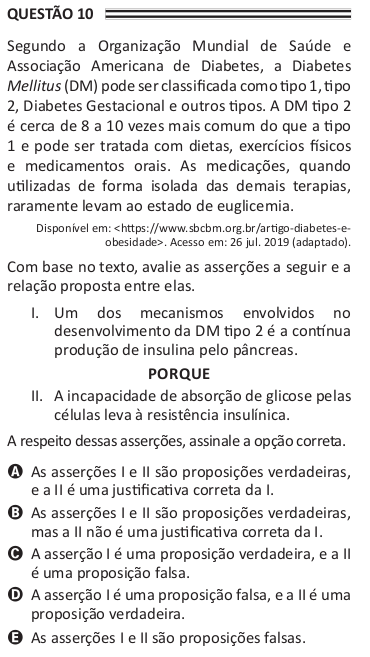 QUESTÃO 10
Segundo a Organização Mundial de Saúde e
Associação Americana de Diabetes, a Diabetes
Mellitus (DM) pode ser classificada como tipo 1, tipo
2, Diabetes Gestacional e outros tipos. A DM tipo 2
é cerca de 8 a 10 vezes mais comum do que a tipo
1 e pode ser tratada com dietas, exercícios físicos
e medicamentos orais. As medicações, quando
utilizadas de forma isolada das demais terapias,
raramente levam ao estado de euglicemia.
Disponível em: <https://www.sbcbm.org.br/artigo-diabetes-e-
obesidade>. Acesso em: 26 jul. 2019 (adaptado).
Com base no texto, avalie as asserções a seguir e a
relação proposta entre elas.
I. Um dos mecanismos envolvidos no
desenvolvimento da DM tipo 2 é a contínua
produção de insulina pelo pâncreas.
PORQUE
II. A incapacidade de absorção de glicose pelas
células leva à resistência insulínica.
A respeito dessas asserções, assinale a opção correta.
A As asserções I e II são proposições verdadeiras,
e a II é uma justificativa correta da I.
B As asserções I e II são proposições verdadeiras,
mas a II não é uma justificativa correta da I.
C A asserção I é uma proposição verdadeira, e a II
é uma proposição falsa.
D A asserção I é uma proposição falsa, e a II é uma
proposição verdadeira.
E As asserções I e II são proposições falsas.